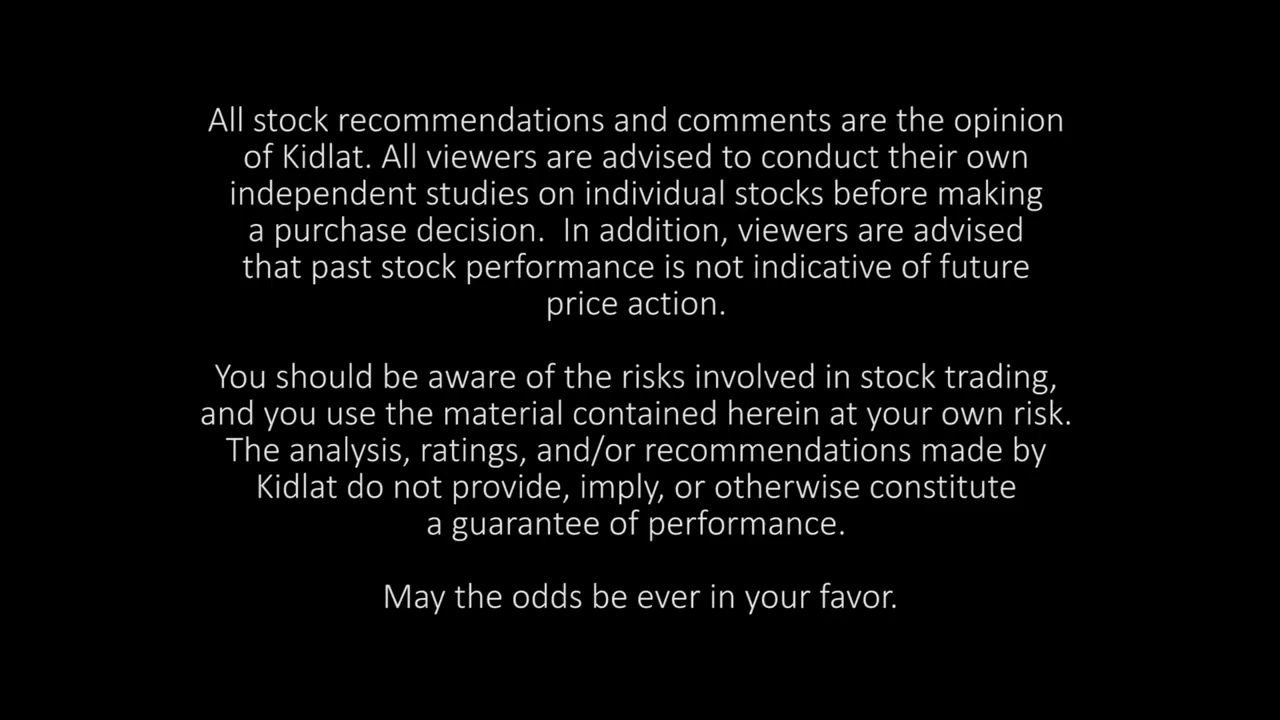 All stock recommendations and comments are the opinion
of Kidlat. All viewers are advised to conduct their own
independent studies on individual stocks before making
a purchase decision.  In addition, viewers are advised
that past stock performance is not indicative of future
price action.
You should be aware of the risks involved in stock trading,
and you use the material contained herein at your own risk.
The analysis, ratings, and/or recommendations made by
Kidlat do not provide, imply, or otherwise constitute
a guarantee of performance.
May the odds be ever in your favor.